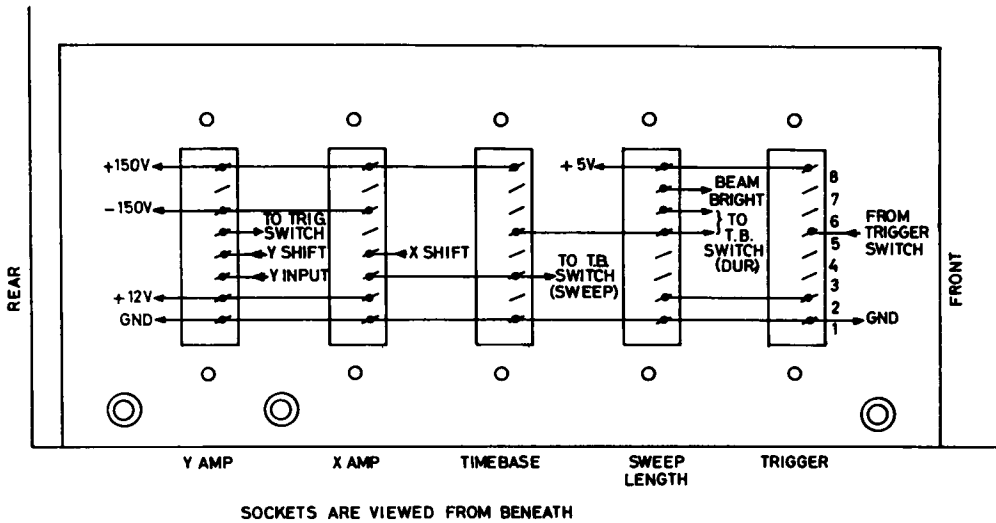 +150V
+5V
8
BEAM
BRIGHT
7
-150V
TO TRIG.
SWITCH
6
TO
T.B.
SWITCH
(DUR)
FROM
TRIGGER
SWITCH
5
Y SHIFT
X SHIFT
4
Y INPUT
TO T.B.
SWITCH
(SWEEP)
3
+12V
2
GND
1
GND
REAR
FRONT
Y AMP
X AMP
TIMEBASE
SWEEP
LENGTH
TRIGGER
SOCKETS ARE VIEWED FROM BENEATH